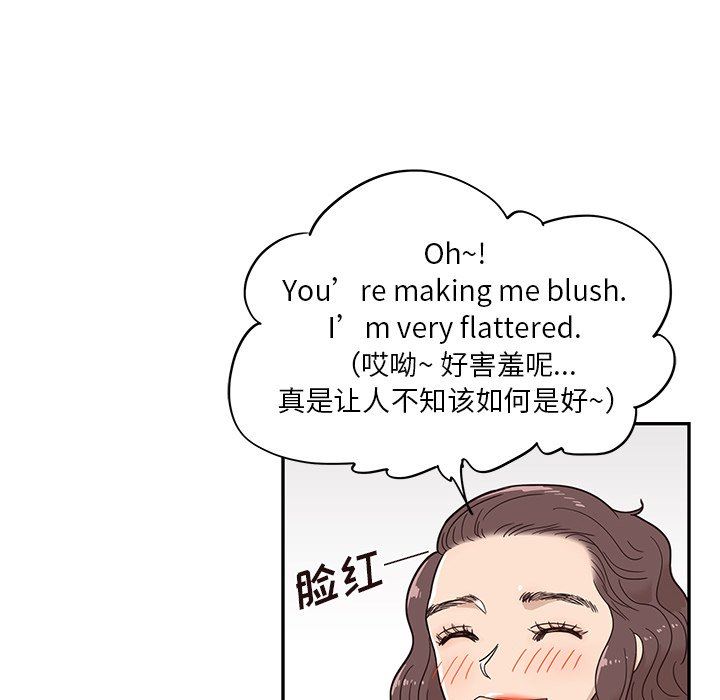 Oh~!
You’re making me blush.
I’m very flattered.
（哎呦~ 好害羞呢...
真是让人不知该如何是好~）
脸红